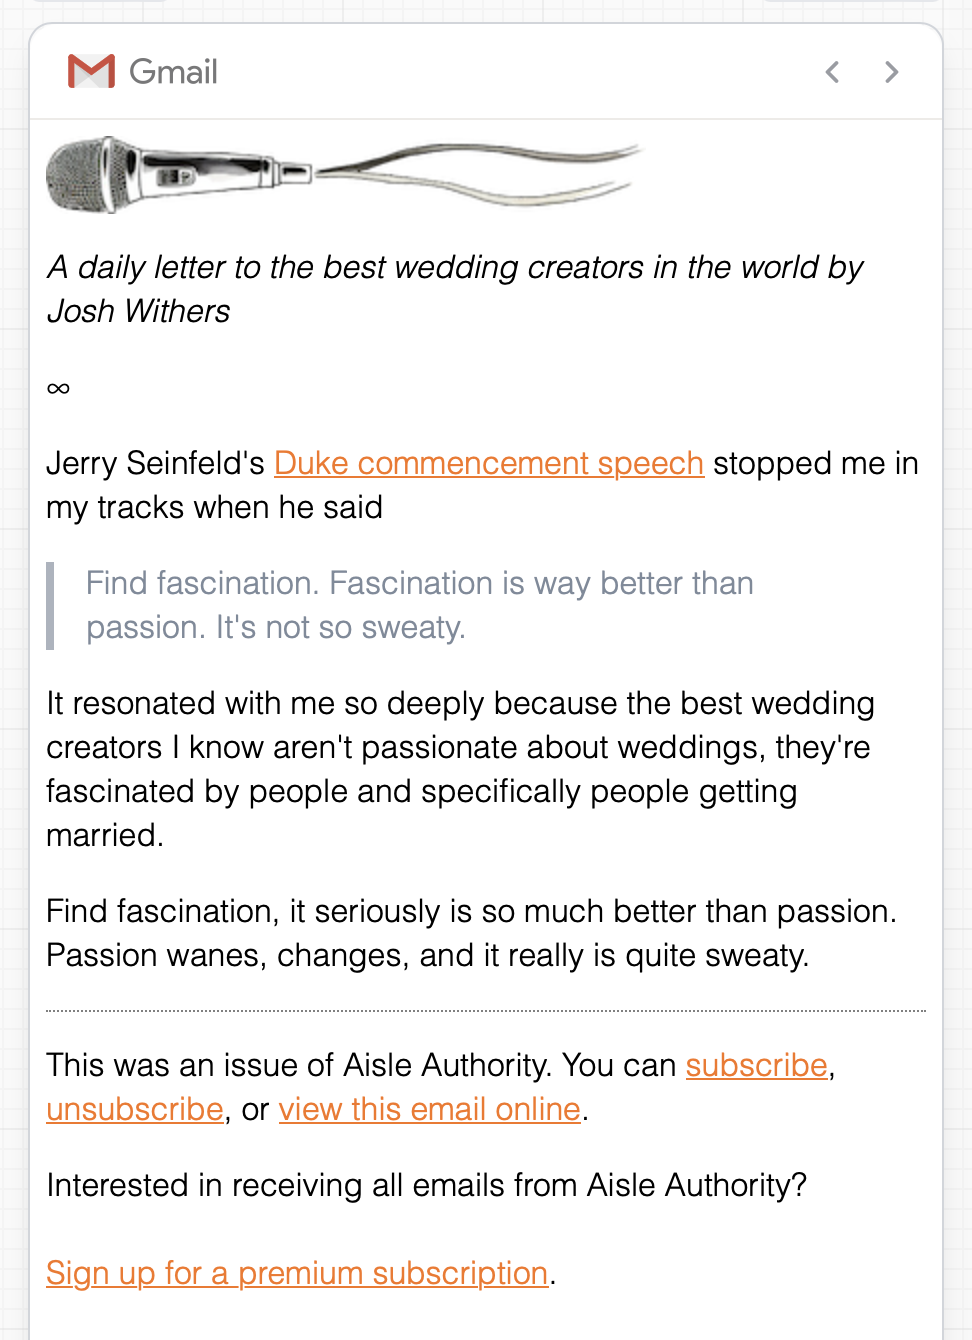 Gmail
A daily letter to the best wedding creators in the world by
Josh Withers
∞
Jerry Seinfeld's Duke commencement speech stopped me in
my tracks when he said
Find fascination. Fascination is way better than
passion. It's not so sweaty.
It resonated with me so deeply because the best wedding
creators I know aren't passionate about weddings, they're
fascinated by people and specifically people getting
married.
Find fascination, it seriously is so much better than passion.
Passion wanes, changes, and it really is quite sweaty.
This was an issue of Aisle Authority. You can subscribe,
unsubscribe, or view this email online.
Interested in receiving all emails from Aisle Authority?
Sign up for a premium subscription.